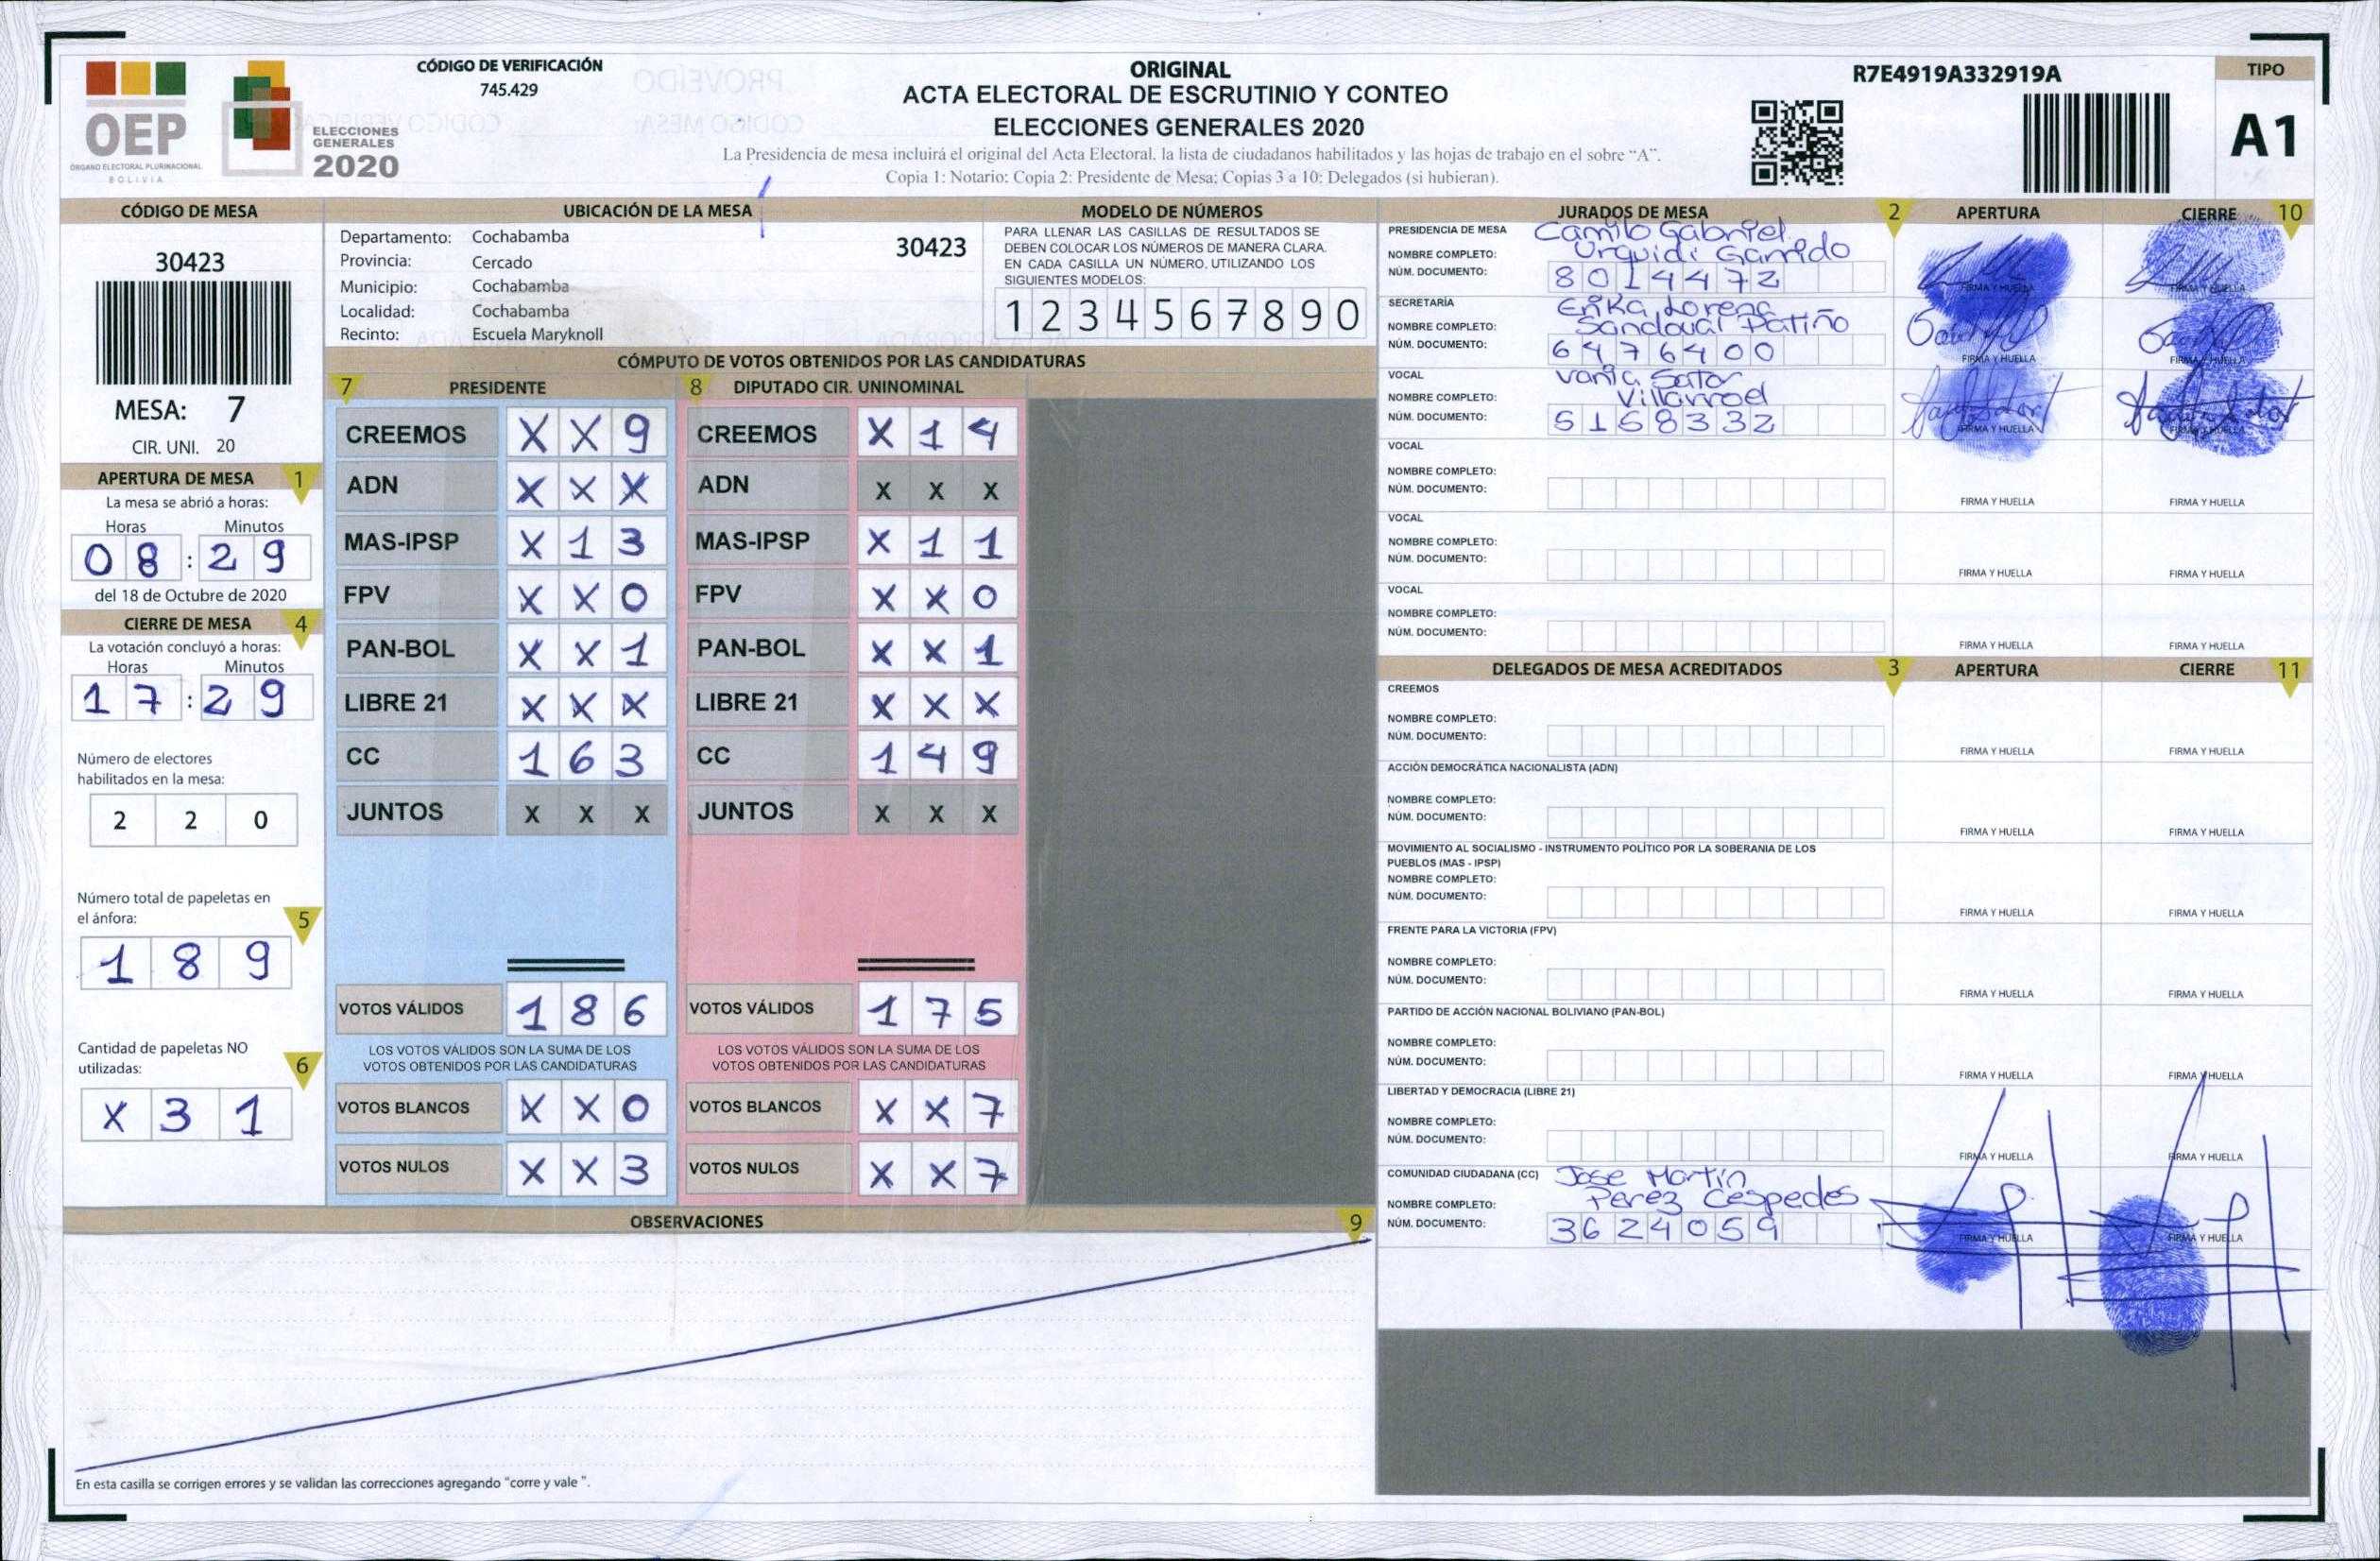 OEP
ÓRGANO ELECTORAL PLURINACIONAL
BOLIVIA
ELECCIONES
GENERALES
2020
CÓDIGO DE VERIFICACIÓN
745.429
ORIGINAL
ACTA ELECTORAL DE ESCRUTINIO Y CONTEO
ELECCIONES GENERALES 2020
La Presidencia de mesa incluirá el original del Acta Electoral, la lista de ciudadanos habilitados y las hojas de trabajo en el sobre “A”.
Copia 1: Notario; Copia 2: Presidente de Mesa; Copias 3 a 10: Delegados (si hubieran).
R7E4919A332919A
TIPO
A1
CÓDIGO DE MESA
30423
MESA: 7
CIR. UNI. 20
APERTURA DE MESA 1
La mesa se abrió a horas:
Horas Minutos
08:29
del 18 de Octubre de 2020
CIERRE DE MESA 4
La votación concluyó a horas:
Horas Minutos
17:29
Número de electores
habilitados en la mesa:
2 2 0
Número total de papeletas en
el ánfora: 5
1 8 9
Cantidad de papeletas NO
utilizadas: 6
X 3 1
UBICACIÓN DE LA MESA
Departamento: Cochabamba 30423
Provincia: Cercado
Municipio: Cochabamba
Localidad: Cochabamba
Recinto: Escuela Maryknoll
MODELO DE NÚMEROS
PARA LLENAR LAS CASILLAS DE RESULTADOS SE
DEBEN COLOCAR LOS NÚMEROS DE MANERA CLARA.
EN CADA CASILLA UN NÚMERO, UTILIZANDO LOS
SIGUIENTES MODELOS:
1 2 3 4 5 6 7 8 9 0
CÓMPUTO DE VOTOS OBTENIDOS POR LAS CANDIDATURAS
7 PRESIDENTE
CREEMOS X X 9
ADN X X X
MAS-IPSP X 1 3
FPV X X 0
PAN-BOL X X 1
LIBRE 21 X X X
CC 1 6 3
JUNTOS X X X
VOTOS VÁLIDOS 1 8 6
LOS VOTOS VÁLIDOS SON LA SUMA DE LOS
VOTOS OBTENIDOS POR LAS CANDIDATURAS
VOTOS BLANCOS X X 0
VOTOS NULOS X X 3
8 DIPUTADO CIR. UNINOMINAL
CREEMOS X 1 4
ADN X X X
MAS-IPSP X 1 1
FPV X X 0
PAN-BOL X X 1
LIBRE 21 X X X
CC 1 4 9
JUNTOS X X X
VOTOS VÁLIDOS 1 7 5
LOS VOTOS VÁLIDOS SON LA SUMA DE LOS
VOTOS OBTENIDOS POR LAS CANDIDATURAS
VOTOS BLANCOS X X 7
VOTOS NULOS X X 7
OBSERVACIONES 9
En esta casilla se corrigen errores y se validan las correcciones agregando "corre y vale ".
JURADOS DE MESA 2 APERTURA CIERRE 10
PRESIDENCIA DE MESA Camilo Gabriel
NOMBRE COMPLETO: Urquidi Garrido
NÚM. DOCUMENTO: 8014472
FIRMA Y HUELLA FIRMA Y HUELLA
SECRETARÍA Erika Lorena
NOMBRE COMPLETO: Sandoval Patiño
NÚM. DOCUMENTO: 6476400
FIRMA Y HUELLA FIRMA Y HUELLA
VOCAL Vania Sator
NOMBRE COMPLETO: Villarroel
NÚM. DOCUMENTO: 5168332
FIRMA Y HUELLA FIRMA Y HUELLA
VOCAL
NOMBRE COMPLETO:
NÚM. DOCUMENTO:
FIRMA Y HUELLA FIRMA Y HUELLA
VOCAL
NOMBRE COMPLETO:
NÚM. DOCUMENTO:
FIRMA Y HUELLA FIRMA Y HUELLA
VOCAL
NOMBRE COMPLETO:
NÚM. DOCUMENTO:
FIRMA Y HUELLA FIRMA Y HUELLA
DELEGADOS DE MESA ACREDITADOS 3 APERTURA CIERRE 11
CREEMOS
NOMBRE COMPLETO:
NÚM. DOCUMENTO:
FIRMA Y HUELLA FIRMA Y HUELLA
ACCIÓN DEMOCRÁTICA NACIONALISTA (ADN)
NOMBRE COMPLETO:
NÚM. DOCUMENTO:
FIRMA Y HUELLA FIRMA Y HUELLA
MOVIMIENTO AL SOCIALISMO - INSTRUMENTO POLÍTICO POR LA SOBERANIA DE LOS
PUEBLOS (MAS - IPSP)
NOMBRE COMPLETO:
NÚM. DOCUMENTO:
FIRMA Y HUELLA FIRMA Y HUELLA
FRENTE PARA LA VICTORIA (FPV)
NOMBRE COMPLETO:
NÚM. DOCUMENTO:
FIRMA Y HUELLA FIRMA Y HUELLA
PARTIDO DE ACCIÓN NACIONAL BOLIVIANO (PAN-BOL)
NOMBRE COMPLETO:
NÚM. DOCUMENTO:
FIRMA Y HUELLA FIRMA Y HUELLA
LIBERTAD Y DEMOCRACIA (LIBRE 21)
NOMBRE COMPLETO:
NÚM. DOCUMENTO:
FIRMA Y HUELLA FIRMA Y HUELLA
COMUNIDAD CIUDADANA (CC) Jose Martin
NOMBRE COMPLETO: Perez Cespedes
NÚM. DOCUMENTO: 3624059
FIRMA Y HUELLA FIRMA Y HUELLA